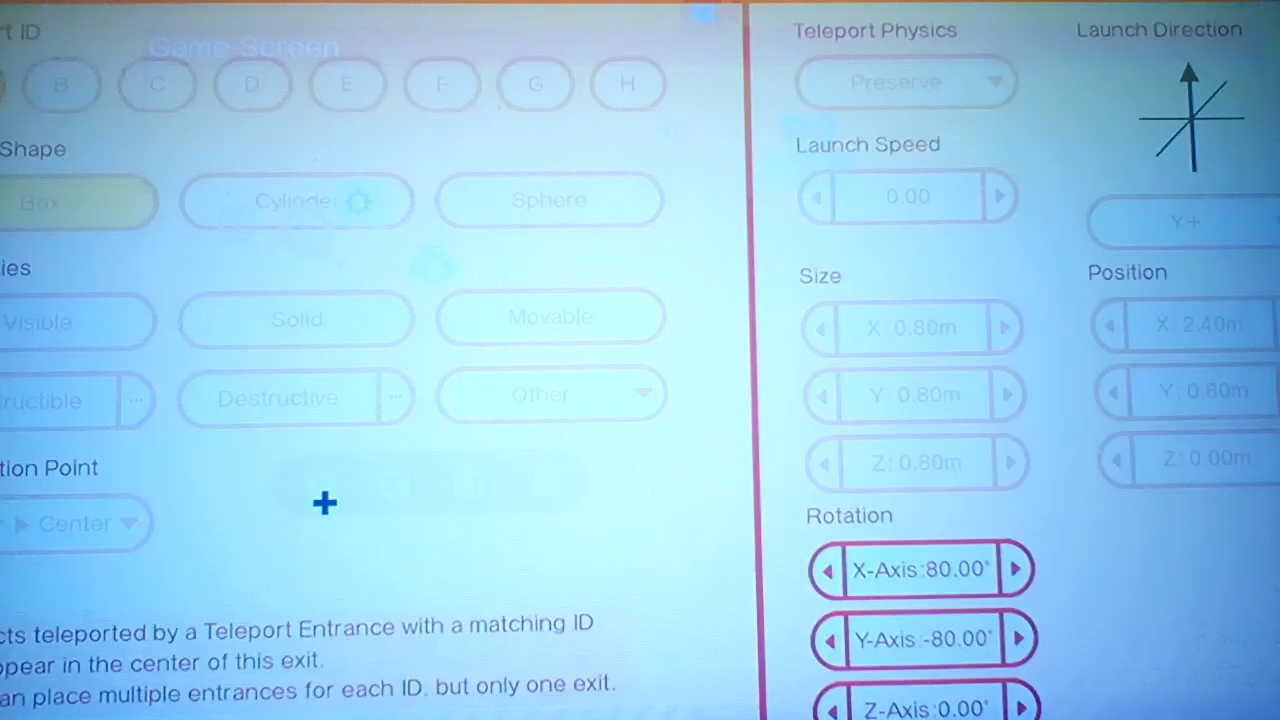 rt ID
Game Screen
B C D E F G H
Shape
Box Cylinder Sphere
ies
Visible Solid Movable
ructible ... Destructive ... Other
tion Point
Center
cts teleported by a Teleport Entrance with a matching ID
ppear in the center of this exit.
an place multiple entrances for each ID, but only one exit.
Teleport Physics
Preserve
Launch Speed
0.00
Launch Direction
Y+
Size
X: 0.80m
Y: 0.80m
Z: 0.80m
Position
X: 2.40m
Y: 0.80m
Z: 0.00m
Rotation
X-Axis:80.00°
Y-Axis:-80.00°
Z-Axis:0.00°